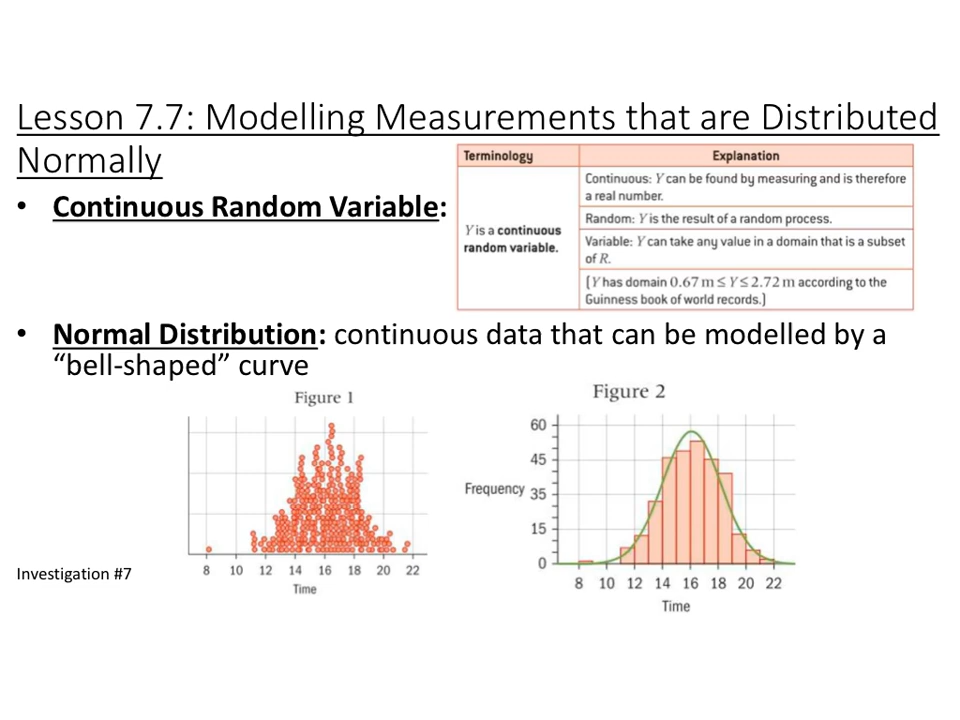 Lesson 7.7: Modelling Measurements that are Distributed
Normally
• Continuous Random Variable:
Terminology Explanation
Y is a continuous
random variable.
Continuous: Y can be found by measuring and is therefore
a real number.
Random: Y is the result of a random process.
Variable: Y can take any value in a domain that is a subset
of R.
(Y has domain 0.67 m ≤ Y ≤ 2.72 m according to the
Guinness book of world records.)
• Normal Distribution: continuous data that can be modelled by a
“bell-shaped” curve
Figure 1
8 10 12 14 16 18 20 22
Time
Figure 2
60
45
Frequency 35
15
0
8 10 12 14 16 18 20 22
Time
Investigation #7